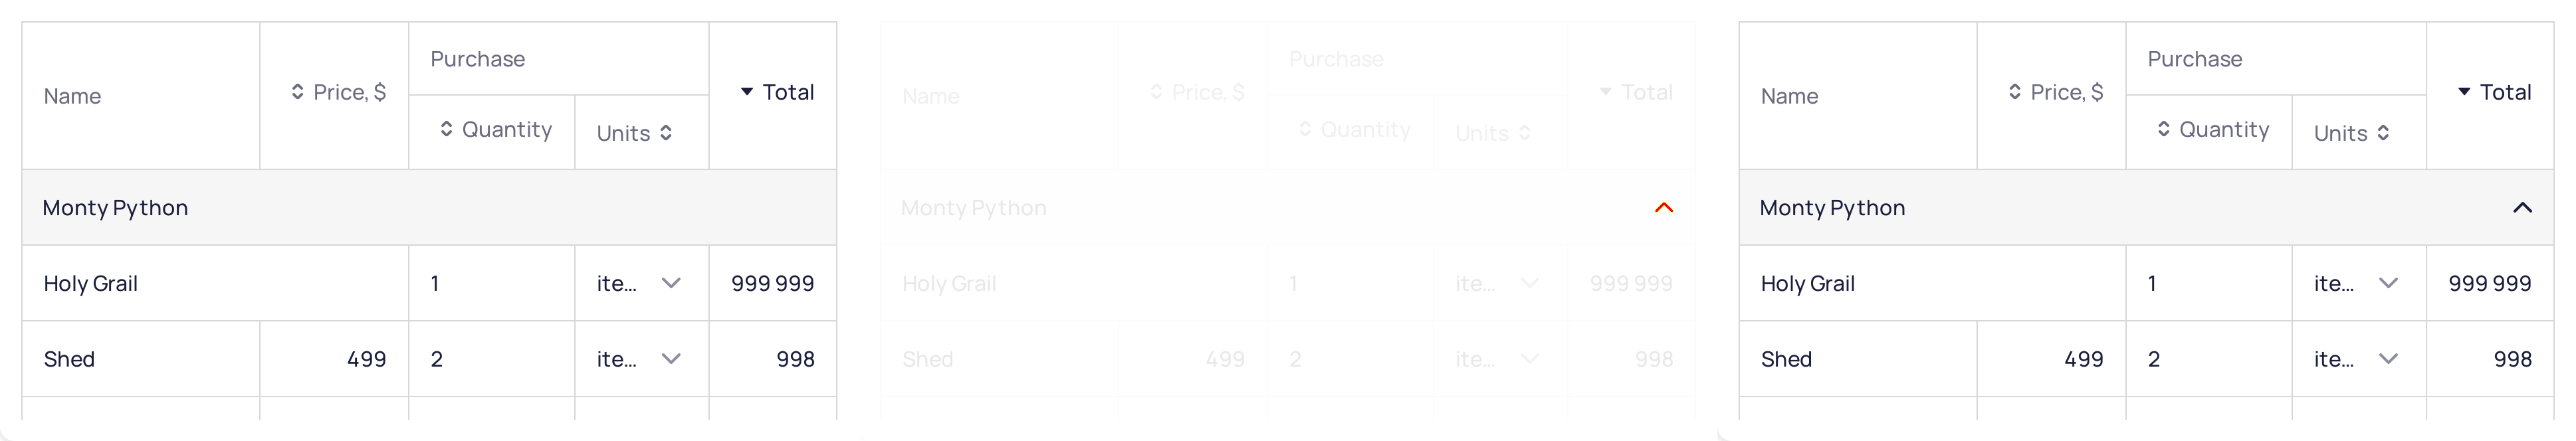 Name Price, $ Purchase Total
Quantity Units
Monty Python
Holy Grail 1 ite... 999 999
Shed 499 2 ite... 998
Name Price, $ Purchase Total
Quantity Units
Monty Python
Holy Grail 1 ite... 999 999
Shed 499 2 ite... 998
Name Price, $ Purchase Total
Quantity Units
Monty Python
Holy Grail 1 ite... 999 999
Shed 499 2 ite... 998